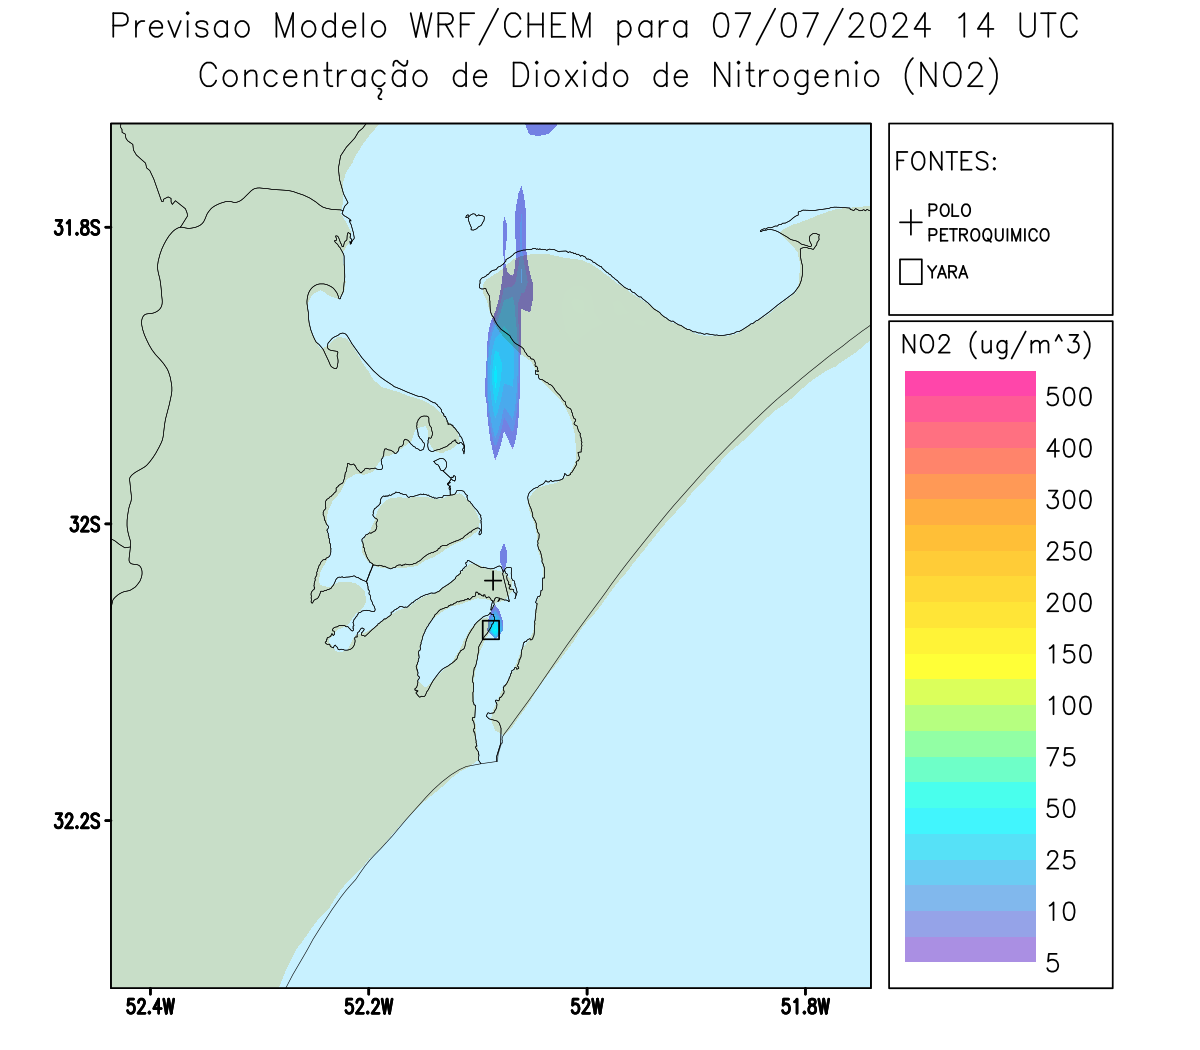 Previsao Modelo WRF/CHEM para 07/07/2024 14 UTC
Concentração de Dioxido de Nitrogenio (NO2)
FONTES:
POLO
PETROQUIMICO
YARA
NO2 (ug/m^3)
500
400
300
250
200
150
100
75
50
25
10
5
31.8S
32S
32.2S
52.4W
52.2W
52W
51.8W